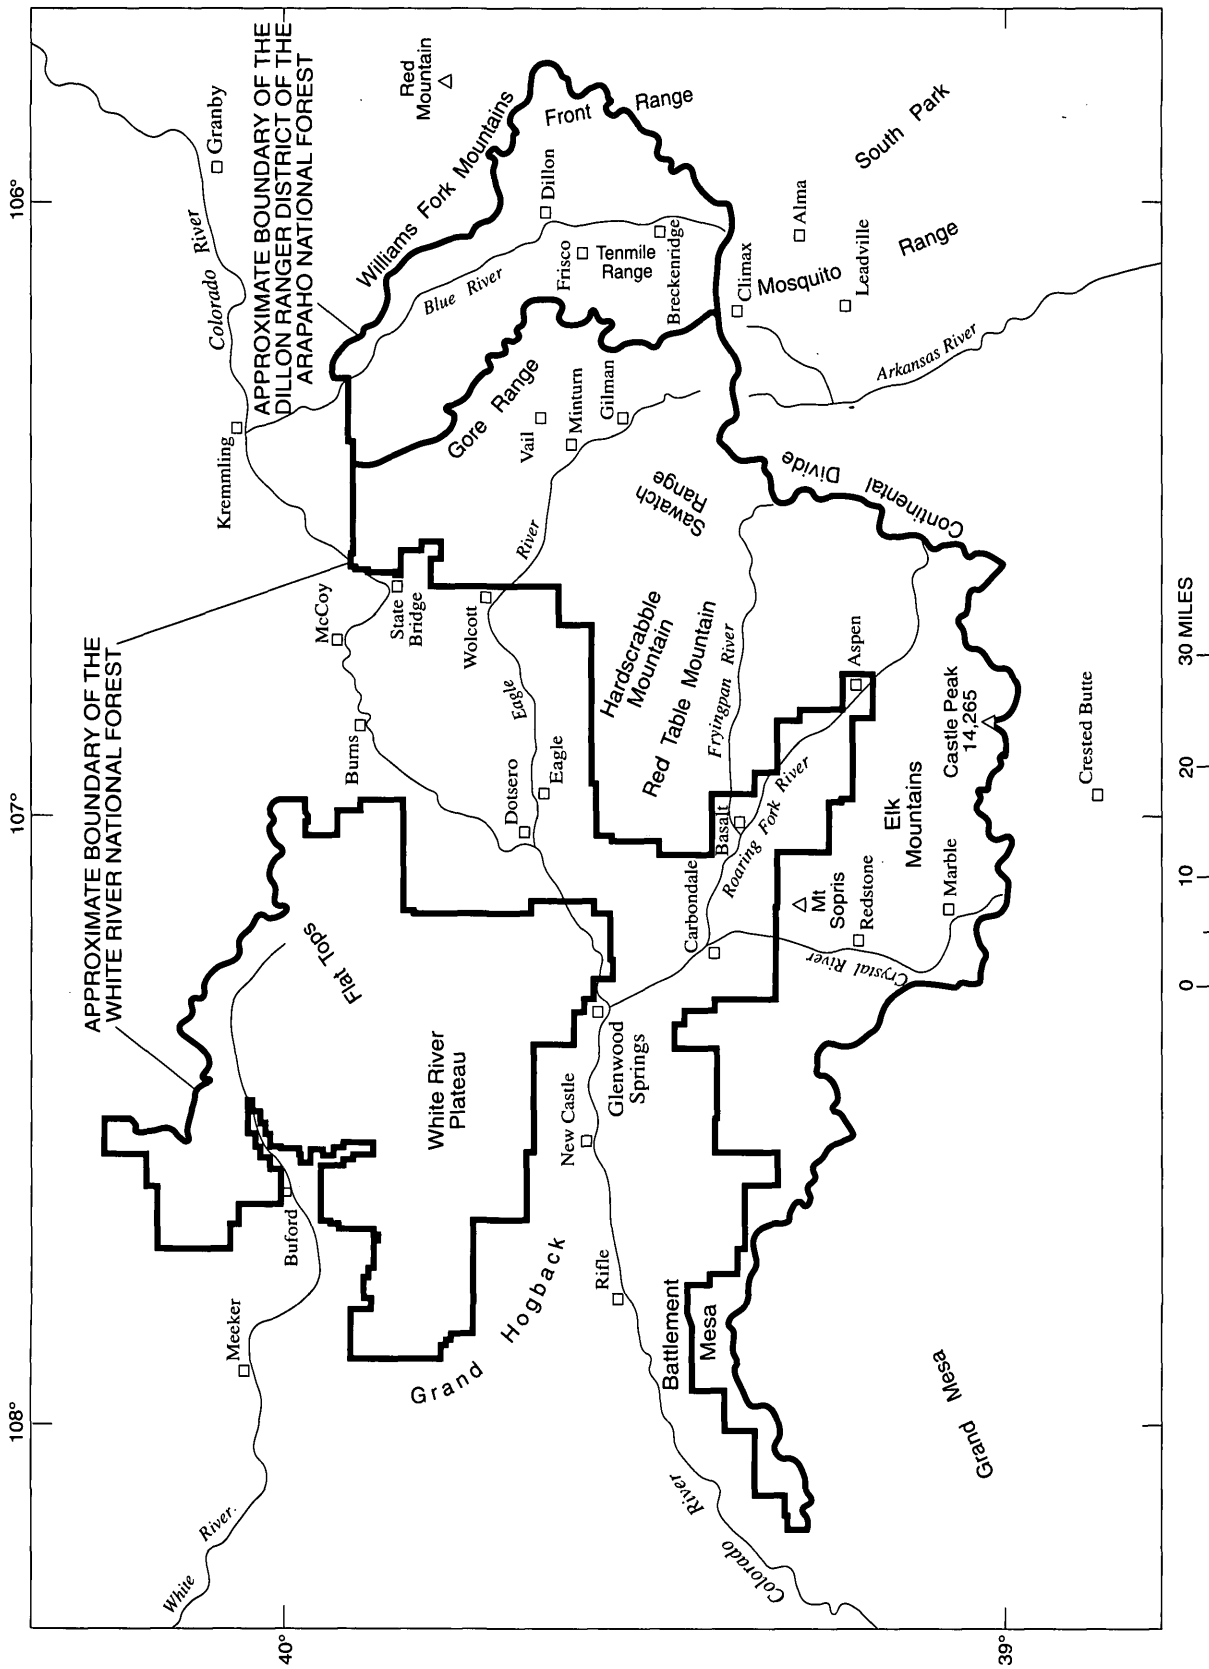 108°
107°
106°
40°
39°
APPROXIMATE BOUNDARY OF THE
WHITE RIVER NATIONAL FOREST
APPROXIMATE BOUNDARY OF THE
DILLON RANGER DISTRICT OF THE
ARAPAHO NATIONAL FOREST
White River.
Meeker
Buford
Flat Tops
White River
Plateau
Grand Hogback
Burns
McCoy
State
Bridge
Kremmling
Colorado River
Granby
Red
Mountain
Williams Fork Mountains
Front Range
Blue River
Dillon
Frisco
Tenmile
Range
Breckenridge
Gore Range
Vail
Minturn
Gilman
Wolcott
Eagle River
Dotsero
Eagle
Glenwood
Springs
New Castle
Rifle
Colorado River
Battlement
Mesa
Grand Mesa
Carbondale
Basalt
Roaring Fork River
Fryingpan River
Hardscrabble
Mountain
Red Table Mountain
Sawatch
Range
Continental Divide
Climax
Mosquito Range
Alma
Leadville
South Park
Arkansas River
Aspen
Mt
Sopris
Redstone
Crystal River
Marble
Elk
Mountains
Castle Peak
14,265
Crested Butte
0 10 20 30 MILES